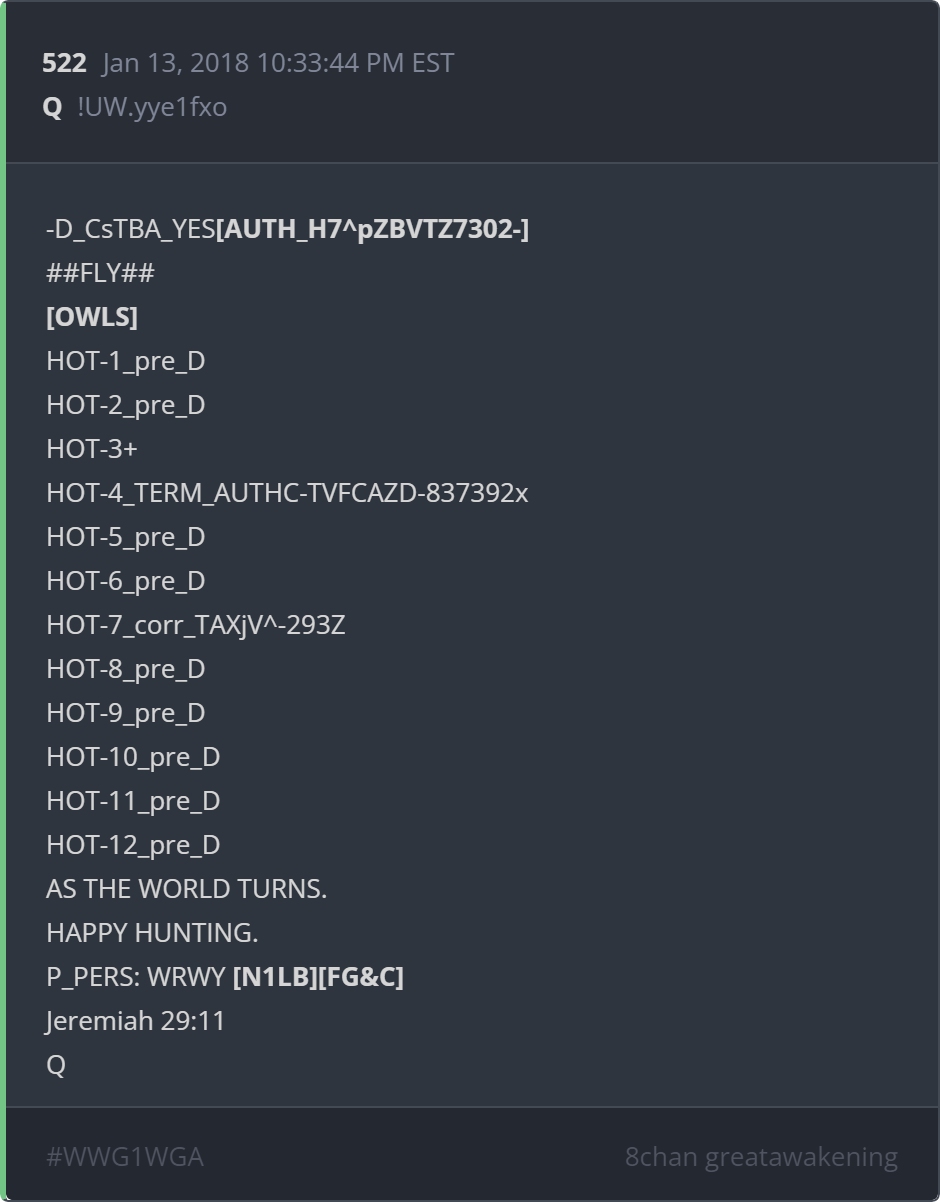 522 Jan 13, 2018 10:33:44 PM EST
Q !UW.yye1fxo
-D_CsTBA_YES[AUTH_H7^pZBVTZ7302-]
##FLY##
[OWLS]
HOT-1_pre_D
HOT-2_pre_D
HOT-3+
HOT-4_TERM_AUTHC-TVFCAZD-837392x
HOT-5_pre_D
HOT-6_pre_D
HOT-7_corr_TAXjV^-293Z
HOT-8_pre_D
HOT-9_pre_D
HOT-10_pre_D
HOT-11_pre_D
HOT-12_pre_D
AS THE WORLD TURNS.
HAPPY HUNTING.
P_PERS: WRWY [N1LB][FG&C]
Jeremiah 29:11
Q
#WWG1WGA 8chan greatawakening